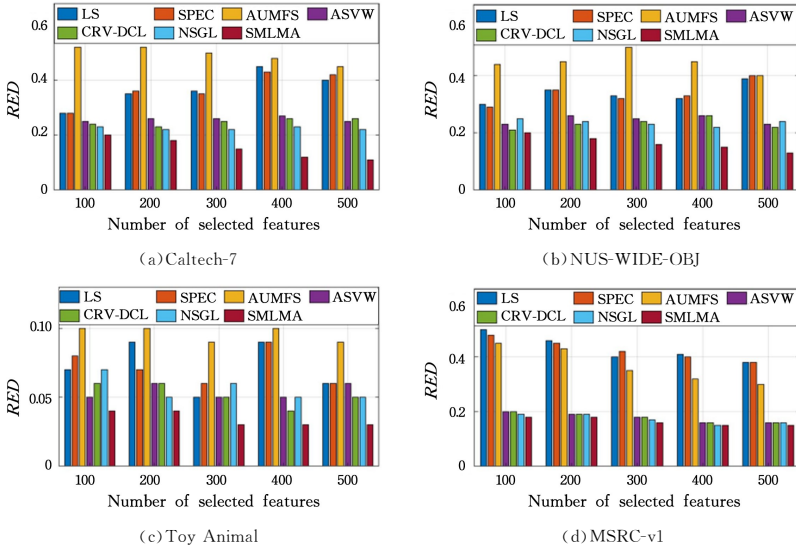 0.6
LS SPEC AUMFS ASVW
CRV-DCL NSGL SMLMA
0.4
RED
0.2
0
100 200 300 400 500
Number of selected features
(a)Caltech-7
0.6
LS SPEC AUMFS ASVW
CRV-DCL NSGL SMLMA
0.4
RED
0.2
0
100 200 300 400 500
Number of selected features
(b)NUS-WIDE-OBJ
LS SPEC AUMFS ASVW
CRV-DCL NSGL SMLMA
0.10
RED
0.05
0
100 200 300 400 500
Number of selected features
(c)Toy Animal
0.6
LS SPEC AUMFS ASVW
CRV-DCL NSGL SMLMA
0.4
RED
0.2
0
100 200 300 400 500
Number of selected features
(d)MSRC-v1